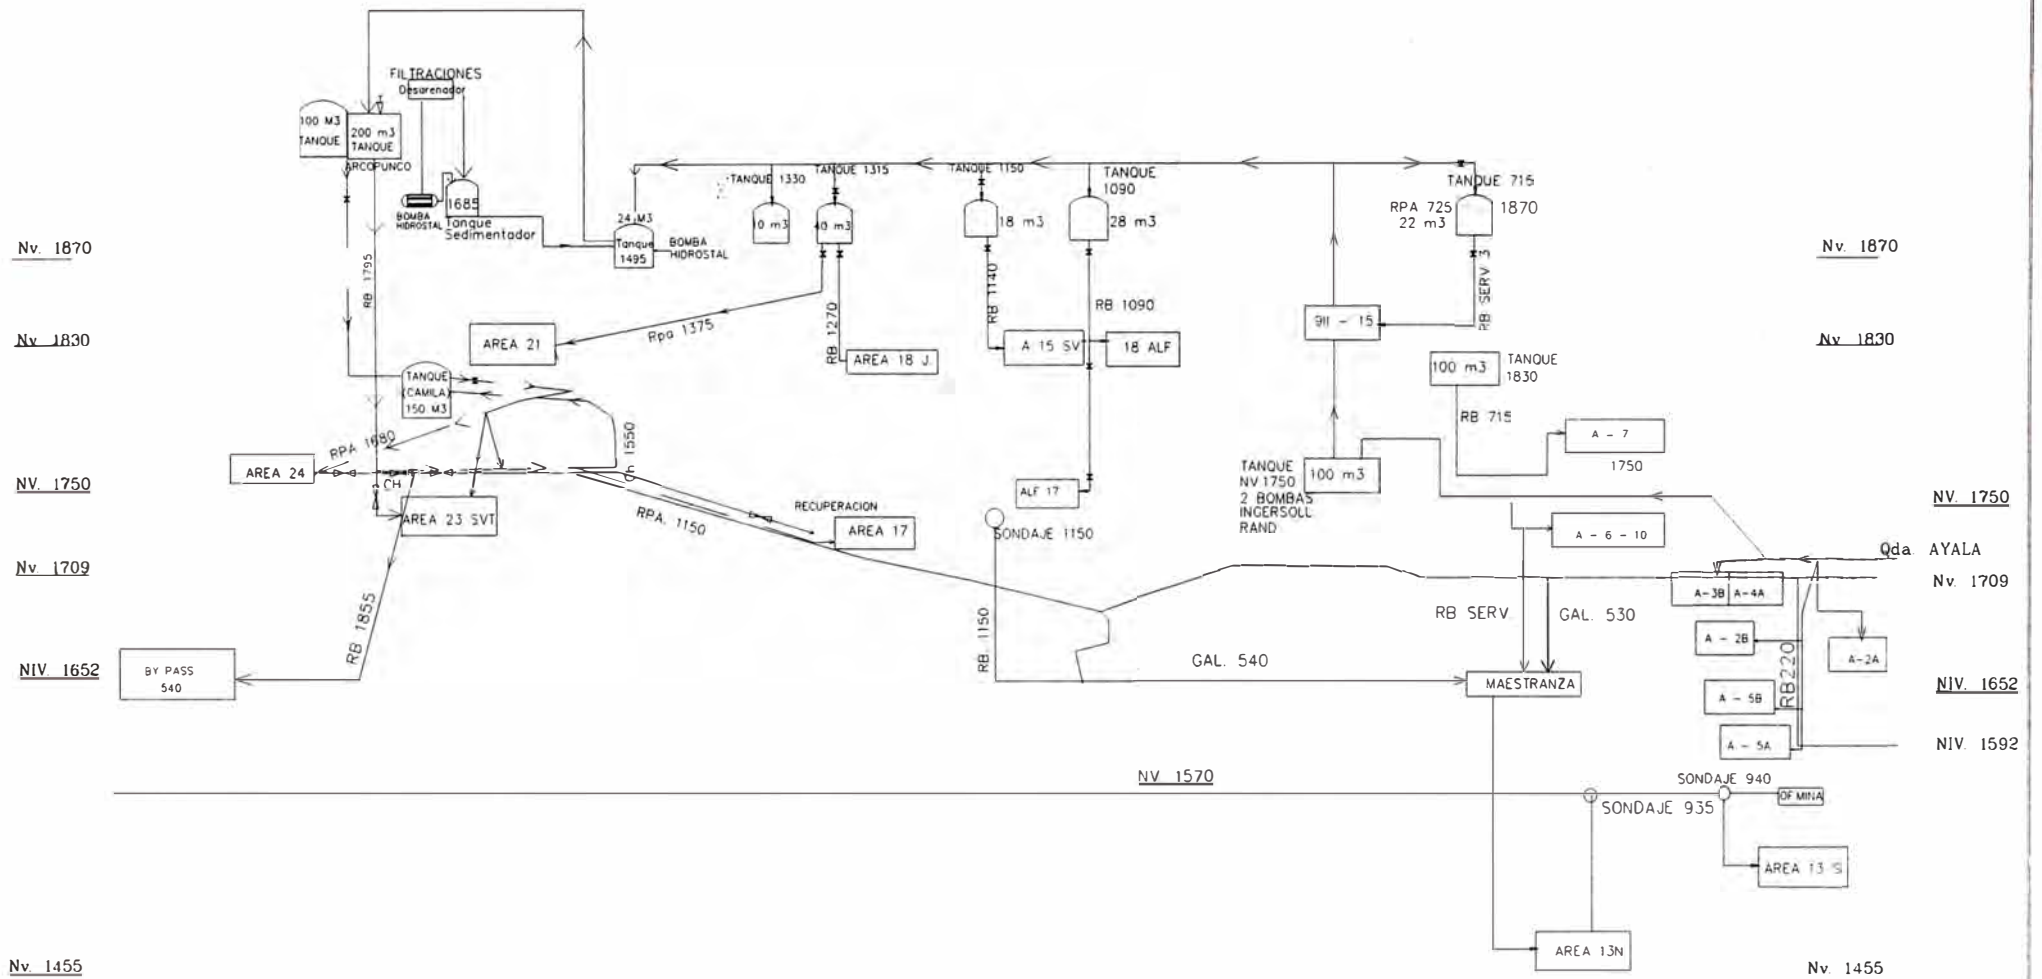 FILTRACIONES
Desarenador
100 M3
TANQUE
200 m3
TANQUE
ARCOPUNCO
BOMBA
HIDROSTAL
1685
Tanque
Sedimentador
24 M3
Tanque
1495
BOMBA
HIDROSTAL
TANQUE 1330
10 m3
TANQUE 1315
40 m3
TANQUE 1150
18 m3
TANQUE
1090
28 m3
TANQUE 715
1870
RPA 725
22 m3
Nv. 1870
Nv. 1870
RB 1795
RB 1140
RB 1090
RB SERV 3
911 - 15
Nv 1830
Nv 1830
AREA 21
Rpa 1375
RB 1270
AREA 18 J.
A 15 SV
18 ALF
100 m3
TANQUE
1830
TANQUE
(CAMILA)
150 M3
RB 715
A - 7
1750
RPA 1680
Ch 1550
AREA 24
CH
NV. 1750
TANQUE
NV 1750
2 BOMBAS
INGERSOLL
RAND
100 m3
NV. 1750
ALF 17
AREA 23 SVT
RPA. 1150
RECUPERACION
AREA 17
SONDAJE 1150
A - 6 - 10
Qda. AYALA
Nv. 1709
Nv. 1709
A-3B
A-4A
RB 1855
RB. 1150
RB SERV.
GAL. 530
A - 2B
A-2A
RB220
NIV. 1652
BY PASS
540
GAL. 540
MAESTRANZA
A - 5B
NIV. 1652
A - 5A
NIV. 1592
NV 1570
SONDAJE 940
SONDAJE 935
OF MINA
AREA 13 S
AREA 13N
Nv. 1455
Nv. 1455